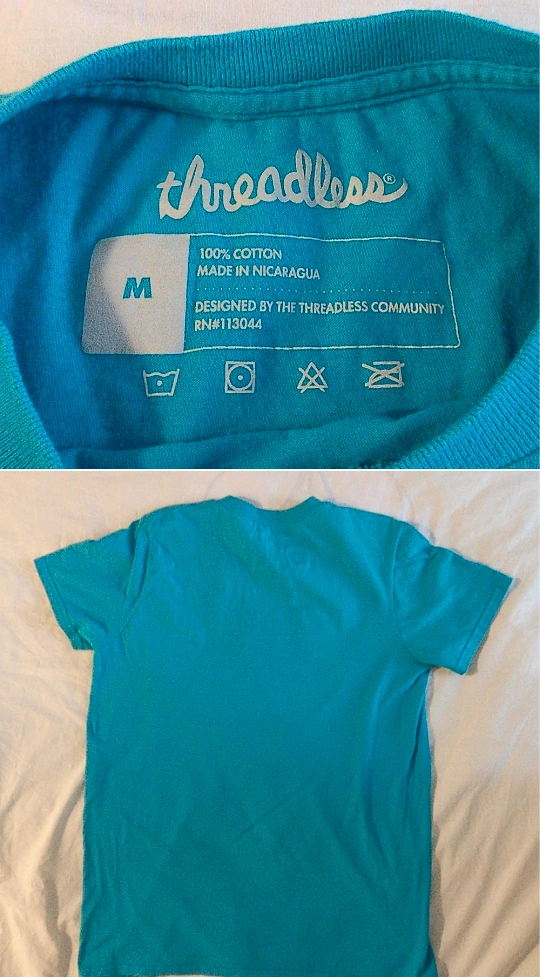 threadless®
M
100% COTTON
MADE IN NICARAGUA
DESIGNED BY THE THREADLESS COMMUNITY
RN#113044